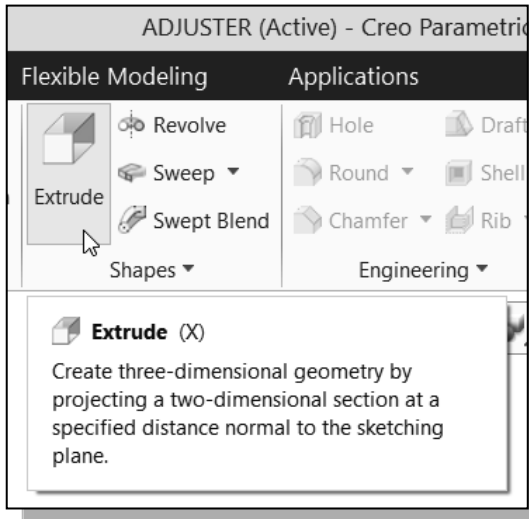 ADJUSTER (Active) - Creo Parametric
Flexible Modeling Applications
Revolve Hole Draft
Extrude Sweep Round Shell
Swept Blend Chamfer Rib
Shapes Engineering
Extrude (X)
Create three-dimensional geometry by
projecting a two-dimensional section at a
specified distance normal to the sketching
plane.